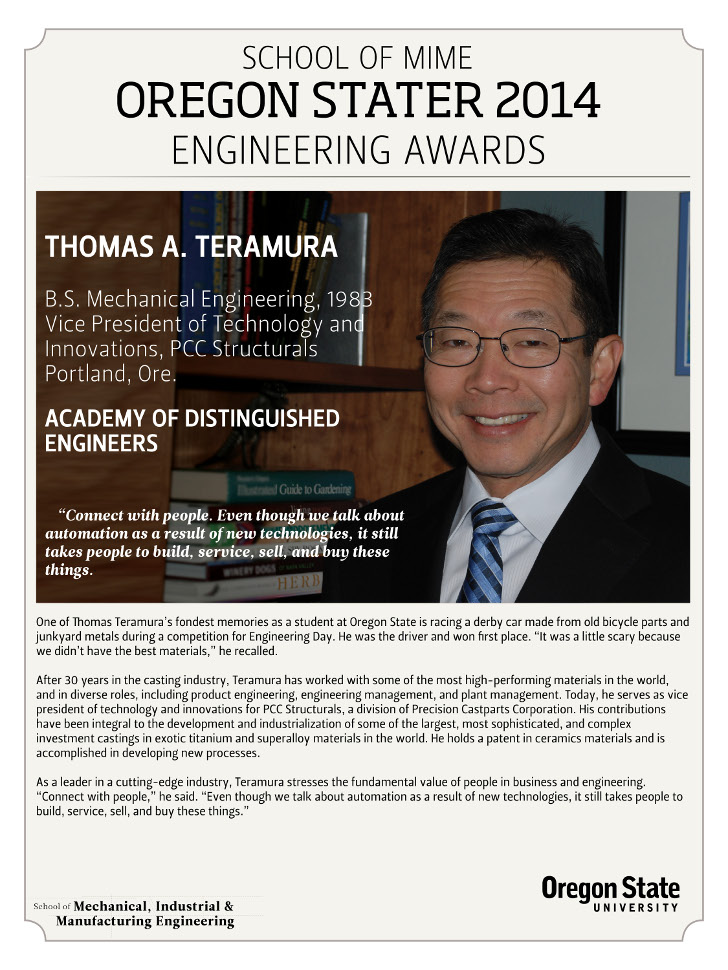 SCHOOL OF MIME
OREGON STATER 2014
ENGINEERING AWARDS
THOMAS A. TERAMURA
B.S. Mechanical Engineering, 1983
Vice President of Technology and
Innovations, PCC Structurals
Portland, Ore.
ACADEMY OF DISTINGUISHED
ENGINEERS
Illustrated Guide to Gardening
“Connect with people. Even though we talk about
automation as a result of new technologies, it still
takes people to build, service, sell, and buy these
things.
WINERY DOGS
HERB
One of Thomas Teramura’s fondest memories as a student at Oregon State is racing a derby car made from old bicycle parts and
junkyard metals during a competition for Engineering Day. He was the driver and won first place. “It was a little scary because
we didn’t have the best materials,” he recalled.
After 30 years in the casting industry, Teramura has worked with some of the most high-performing materials in the world,
and in diverse roles, including product engineering, engineering management, and plant management. Today, he serves as vice
president of technology and innovations for PCC Structurals, a division of Precision Castparts Corporation. His contributions
have been integral to the development and industrialization of some of the largest, most sophisticated, and complex
investment castings in exotic titanium and superalloy materials in the world. He holds a patent in ceramics materials and is
accomplished in developing new processes.
As a leader in a cutting-edge industry, Teramura stresses the fundamental value of people in business and engineering.
“Connect with people,” he said. “Even though we talk about automation as a result of new technologies, it still takes people to
build, service, sell, and buy these things.”
School of Mechanical, Industrial &
Manufacturing Engineering
Oregon State
UNIVERSITY